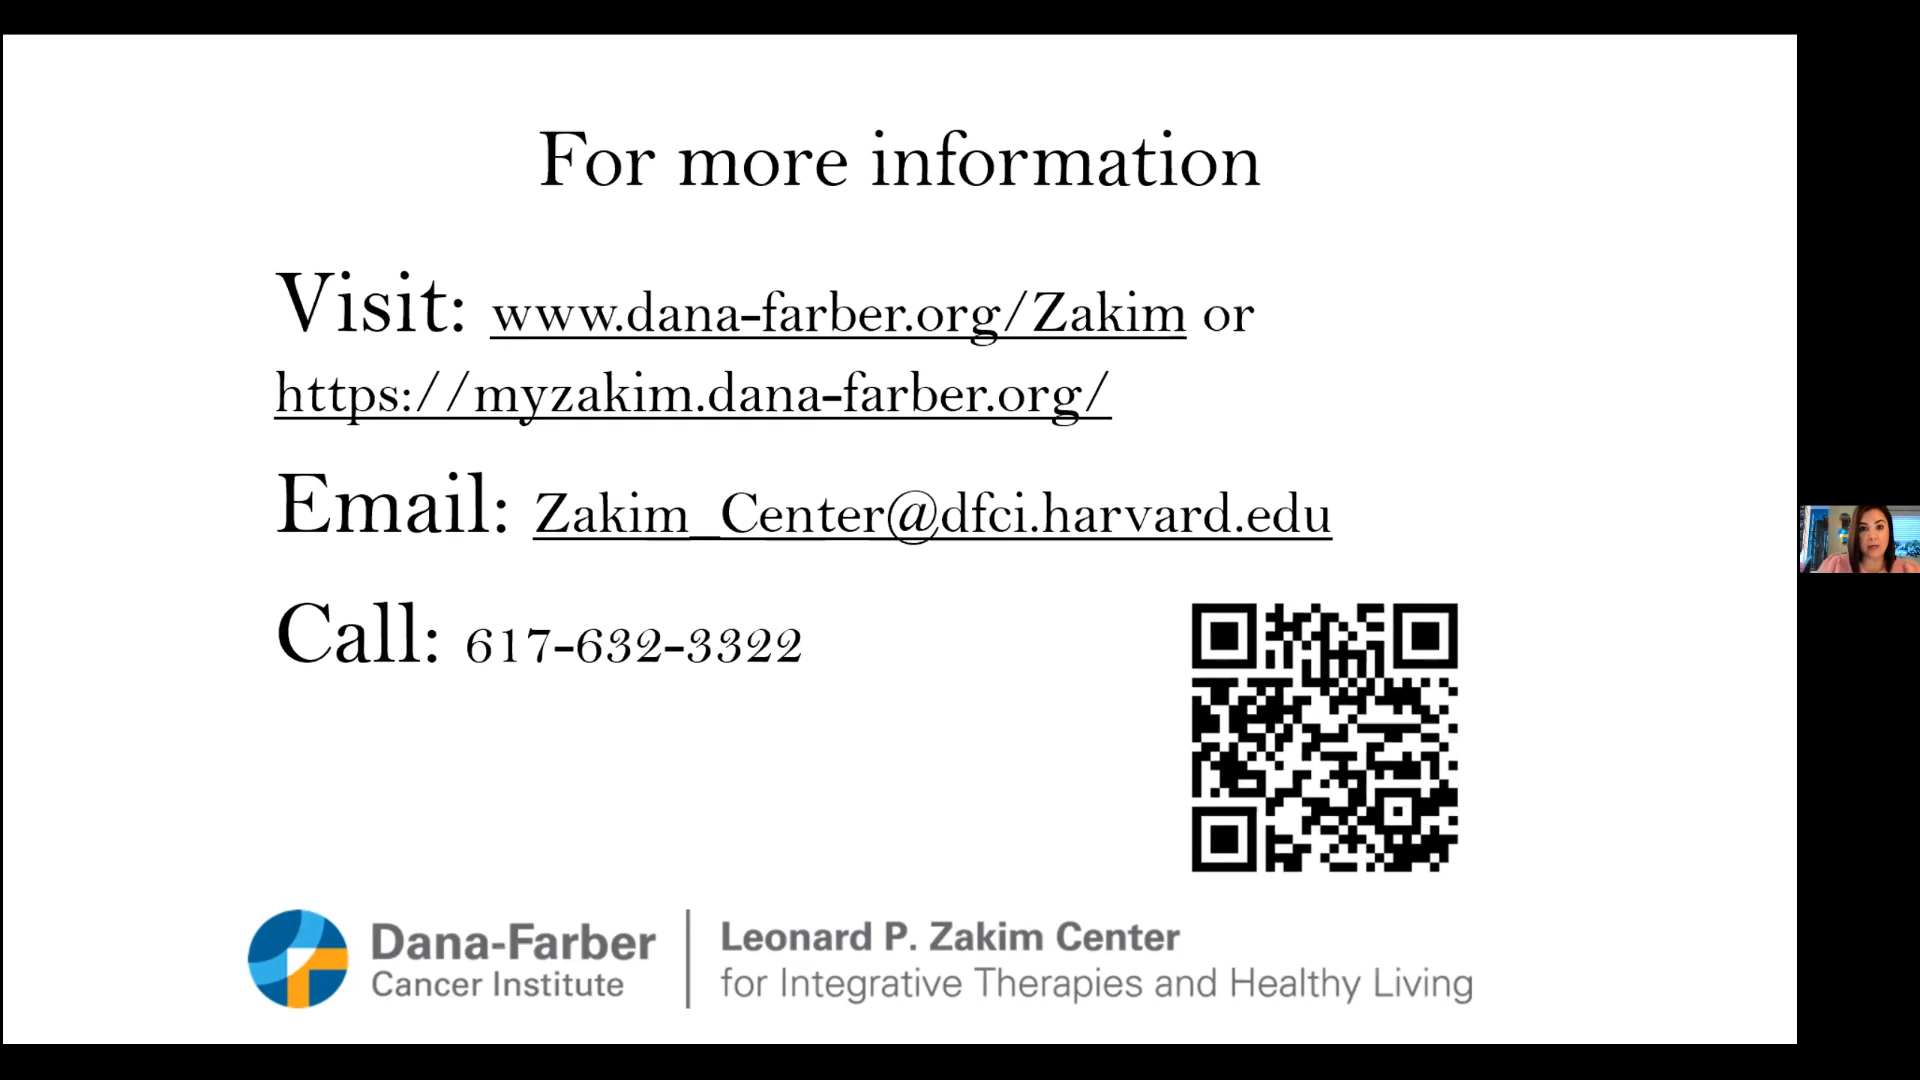 For more information
Visit: www.dana-farber.org/Zakim or
https://myzakim.dana-farber.org/
Email: Zakim_Center@dfci.harvard.edu
Call: 617-632-3322
Dana-Farber
Cancer Institute
Leonard P. Zakim Center
for Integrative Therapies and Healthy Living